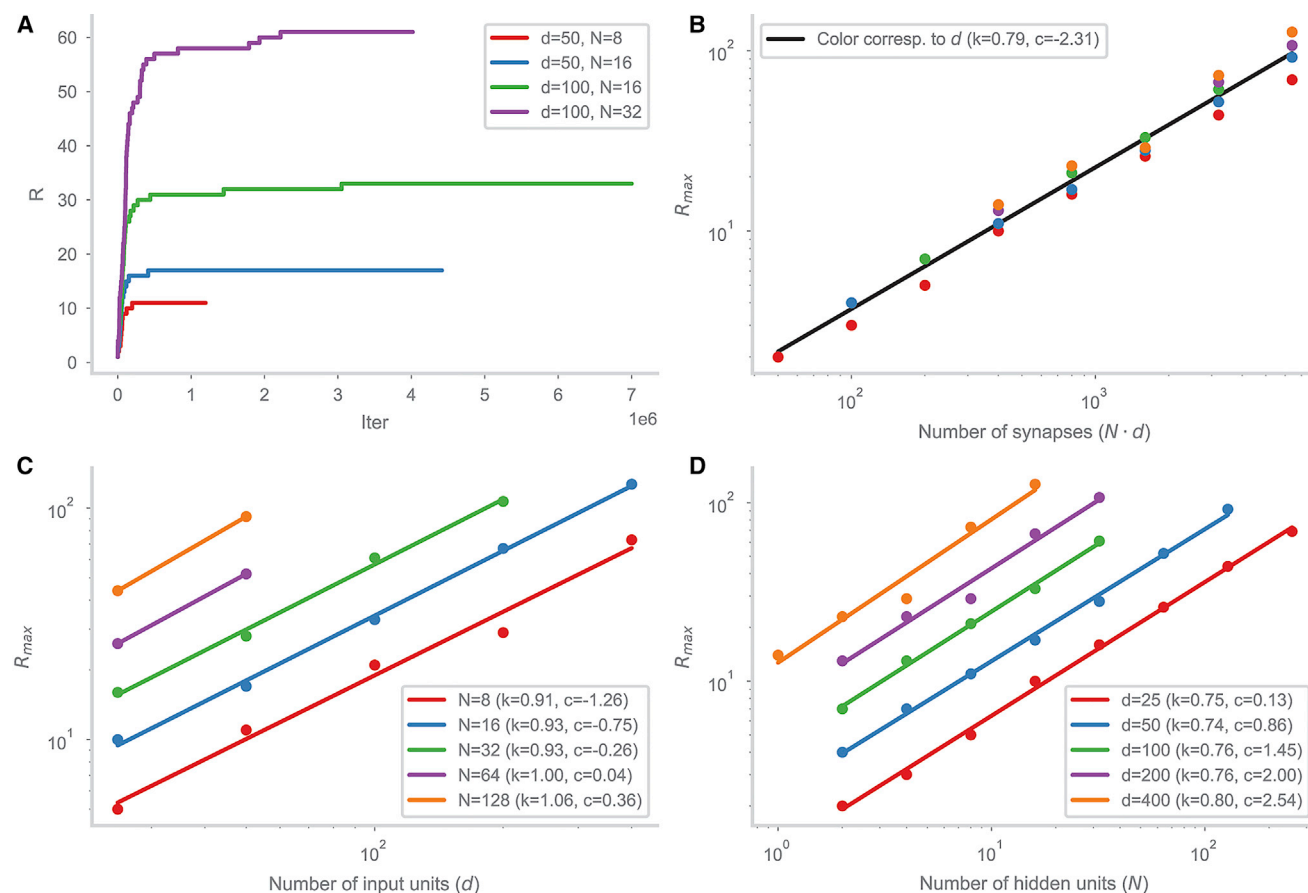 A
R
60
50
40
30
20
10
0
d=50, N=8
d=50, N=16
d=100, N=16
d=100, N=32
0 1 2 3 4 5 6 7
1e6
Iter
B
R_max
10^2
10^1
Color corresp. to d (k=0.79, c=-2.31)
10^2 10^3
Number of synapses (N · d)
C
R_max
10^2
10^1
N=8 (k=0.91, c=-1.26)
N=16 (k=0.93, c=-0.75)
N=32 (k=0.93, c=-0.26)
N=64 (k=1.00, c=0.04)
N=128 (k=1.06, c=0.36)
10^2
Number of input units (d)
D
R_max
10^2
10^1
d=25 (k=0.75, c=0.13)
d=50 (k=0.74, c=0.86)
d=100 (k=0.76, c=1.45)
d=200 (k=0.76, c=2.00)
d=400 (k=0.80, c=2.54)
10^0 10^1 10^2
Number of hidden units (N)